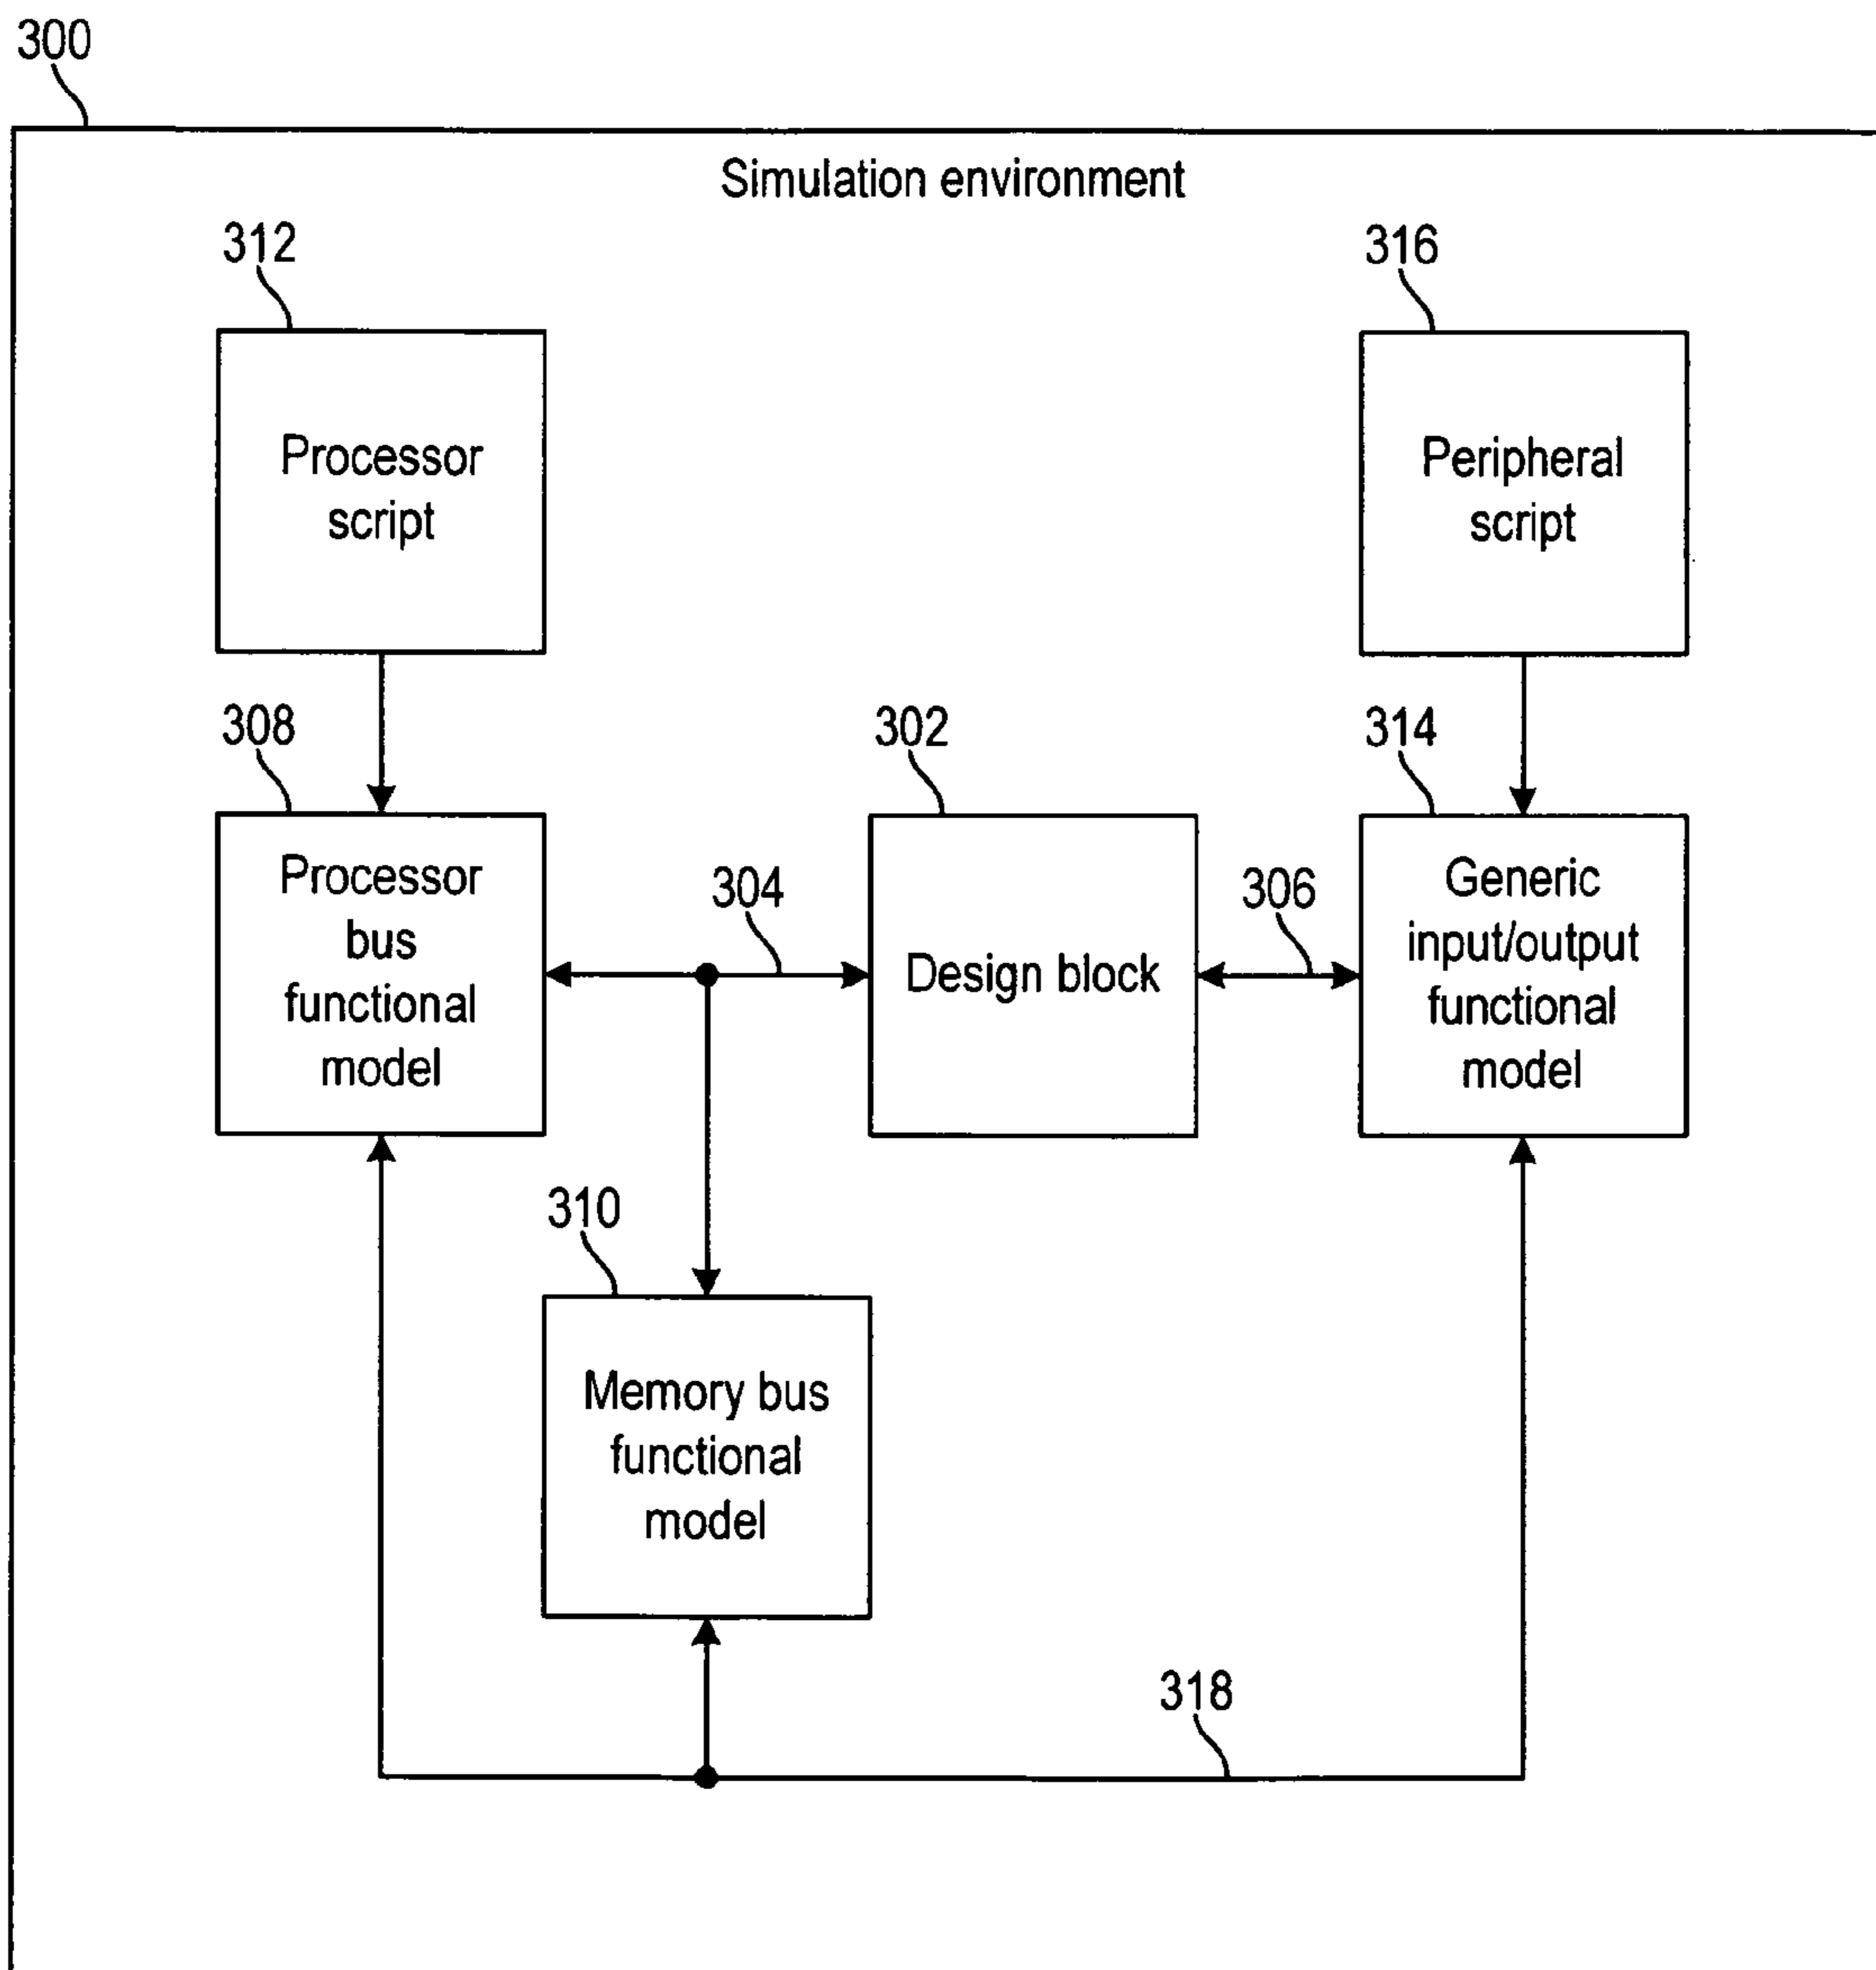 300
Simulation environment
312
316
Processor
script
Peripheral
script
308
302
314
Processor
bus
functional
model
304
Design block
306
Generic
input/output
functional
model
310
Memory bus
functional
model
318